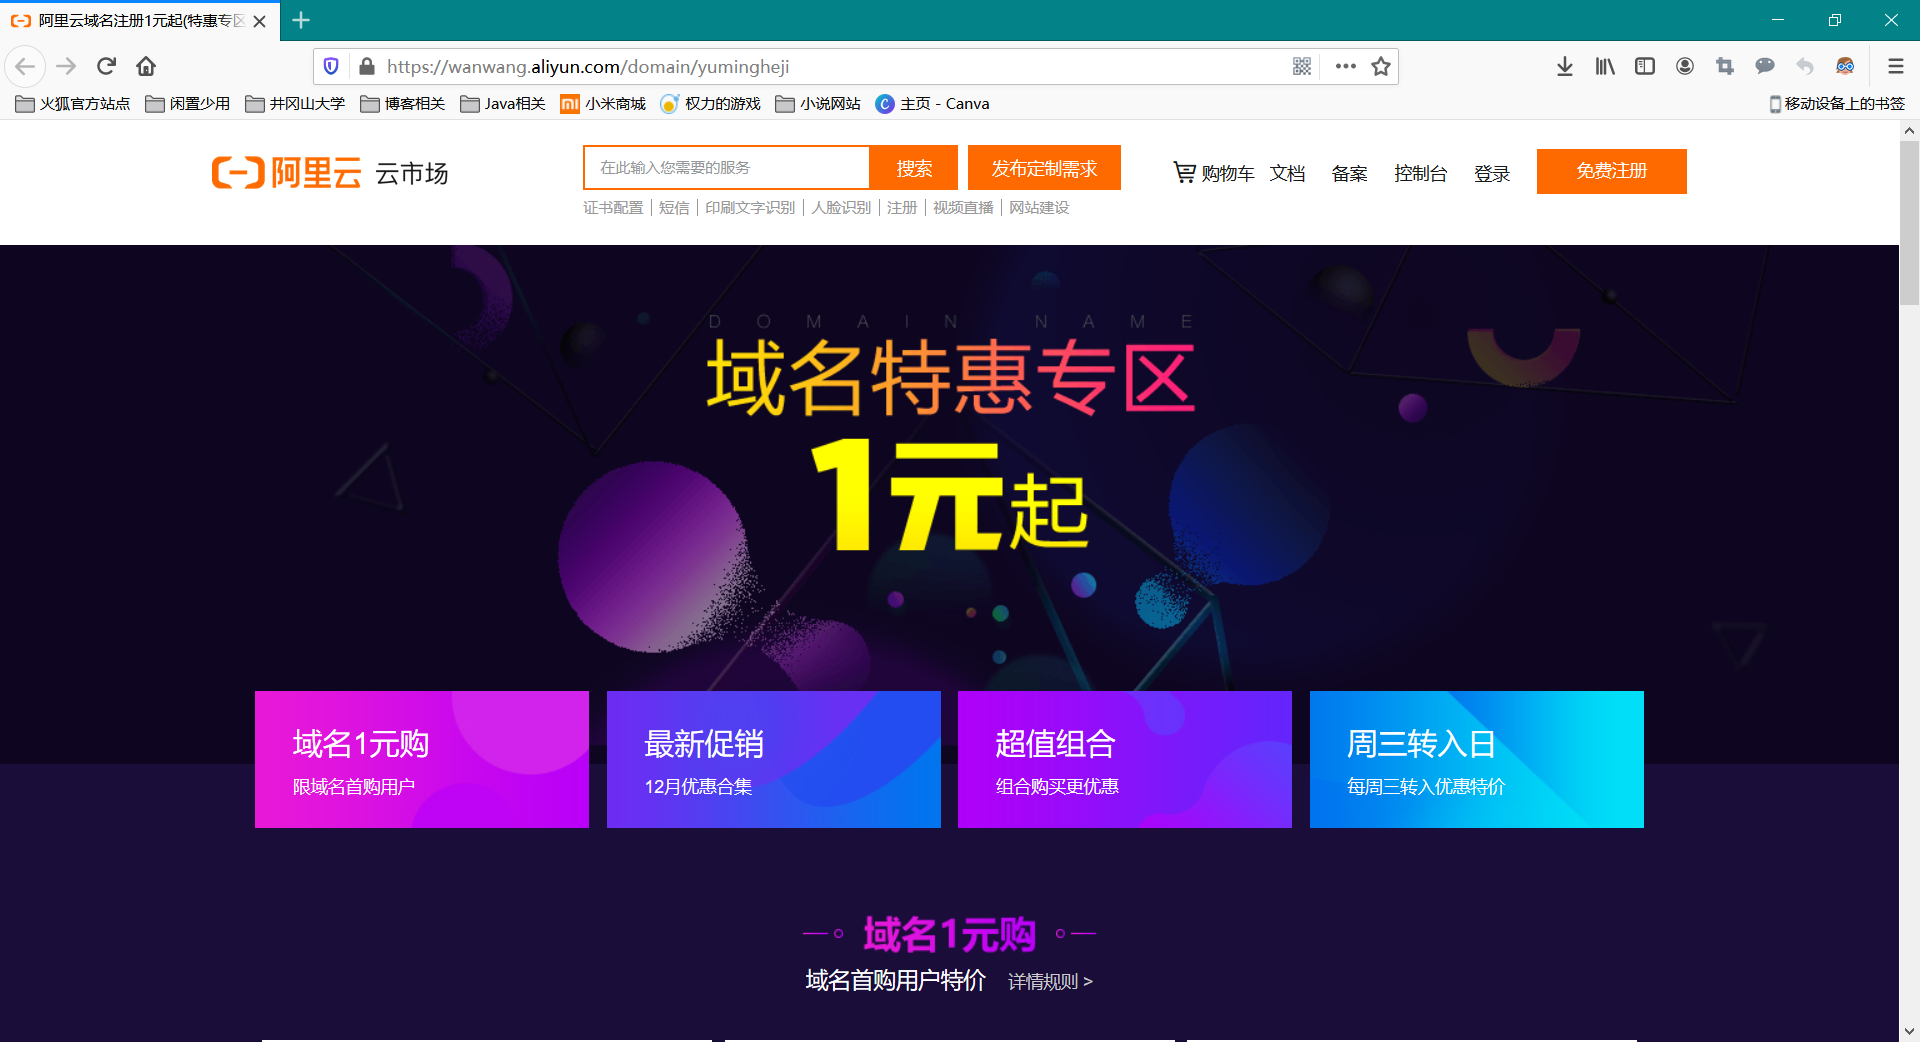 阿里云域名注册1元起(特惠专区
https://wanwang.aliyun.com/domain/yumingheji
火狐官方站点 闲置少用 井冈山大学 博客相关 Java相关 小米商城 权力的游戏 小说网站 主页 - Canva 移动设备上的书签
阿里云 云市场
在此输入您需要的服务 搜索 发布定制需求 购物车 文档 备案 控制台 登录 免费注册
证书配置 短信 印刷文字识别 人脸识别 注册 视频直播 网站建设
DOMAIN NAME
域名特惠专区
1元起
域名1元购
限域名首购用户
最新促销
12月优惠合集
超值组合
组合购买更优惠
周三转入日
每周三转入优惠特价
域名1元购
域名首购用户特价 详情规则 >